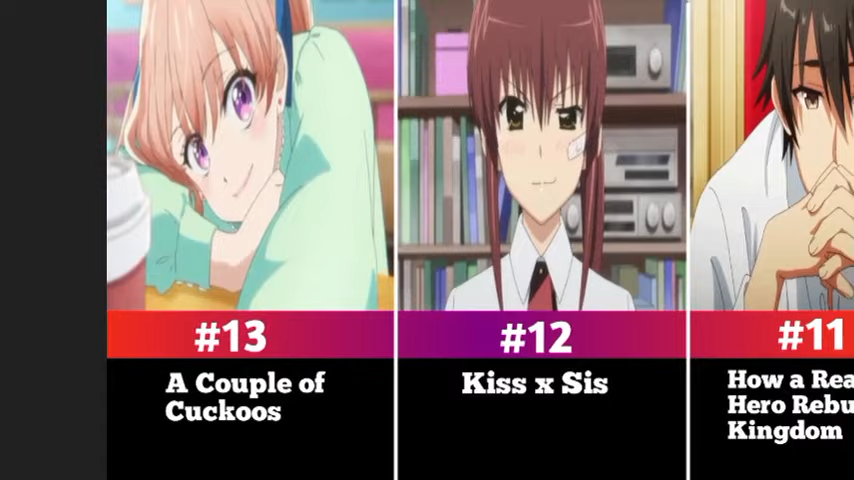 #13
A Couple of
Cuckoos
#12
Kiss x Sis
#11
How a Rea
Hero Rebu
Kingdom